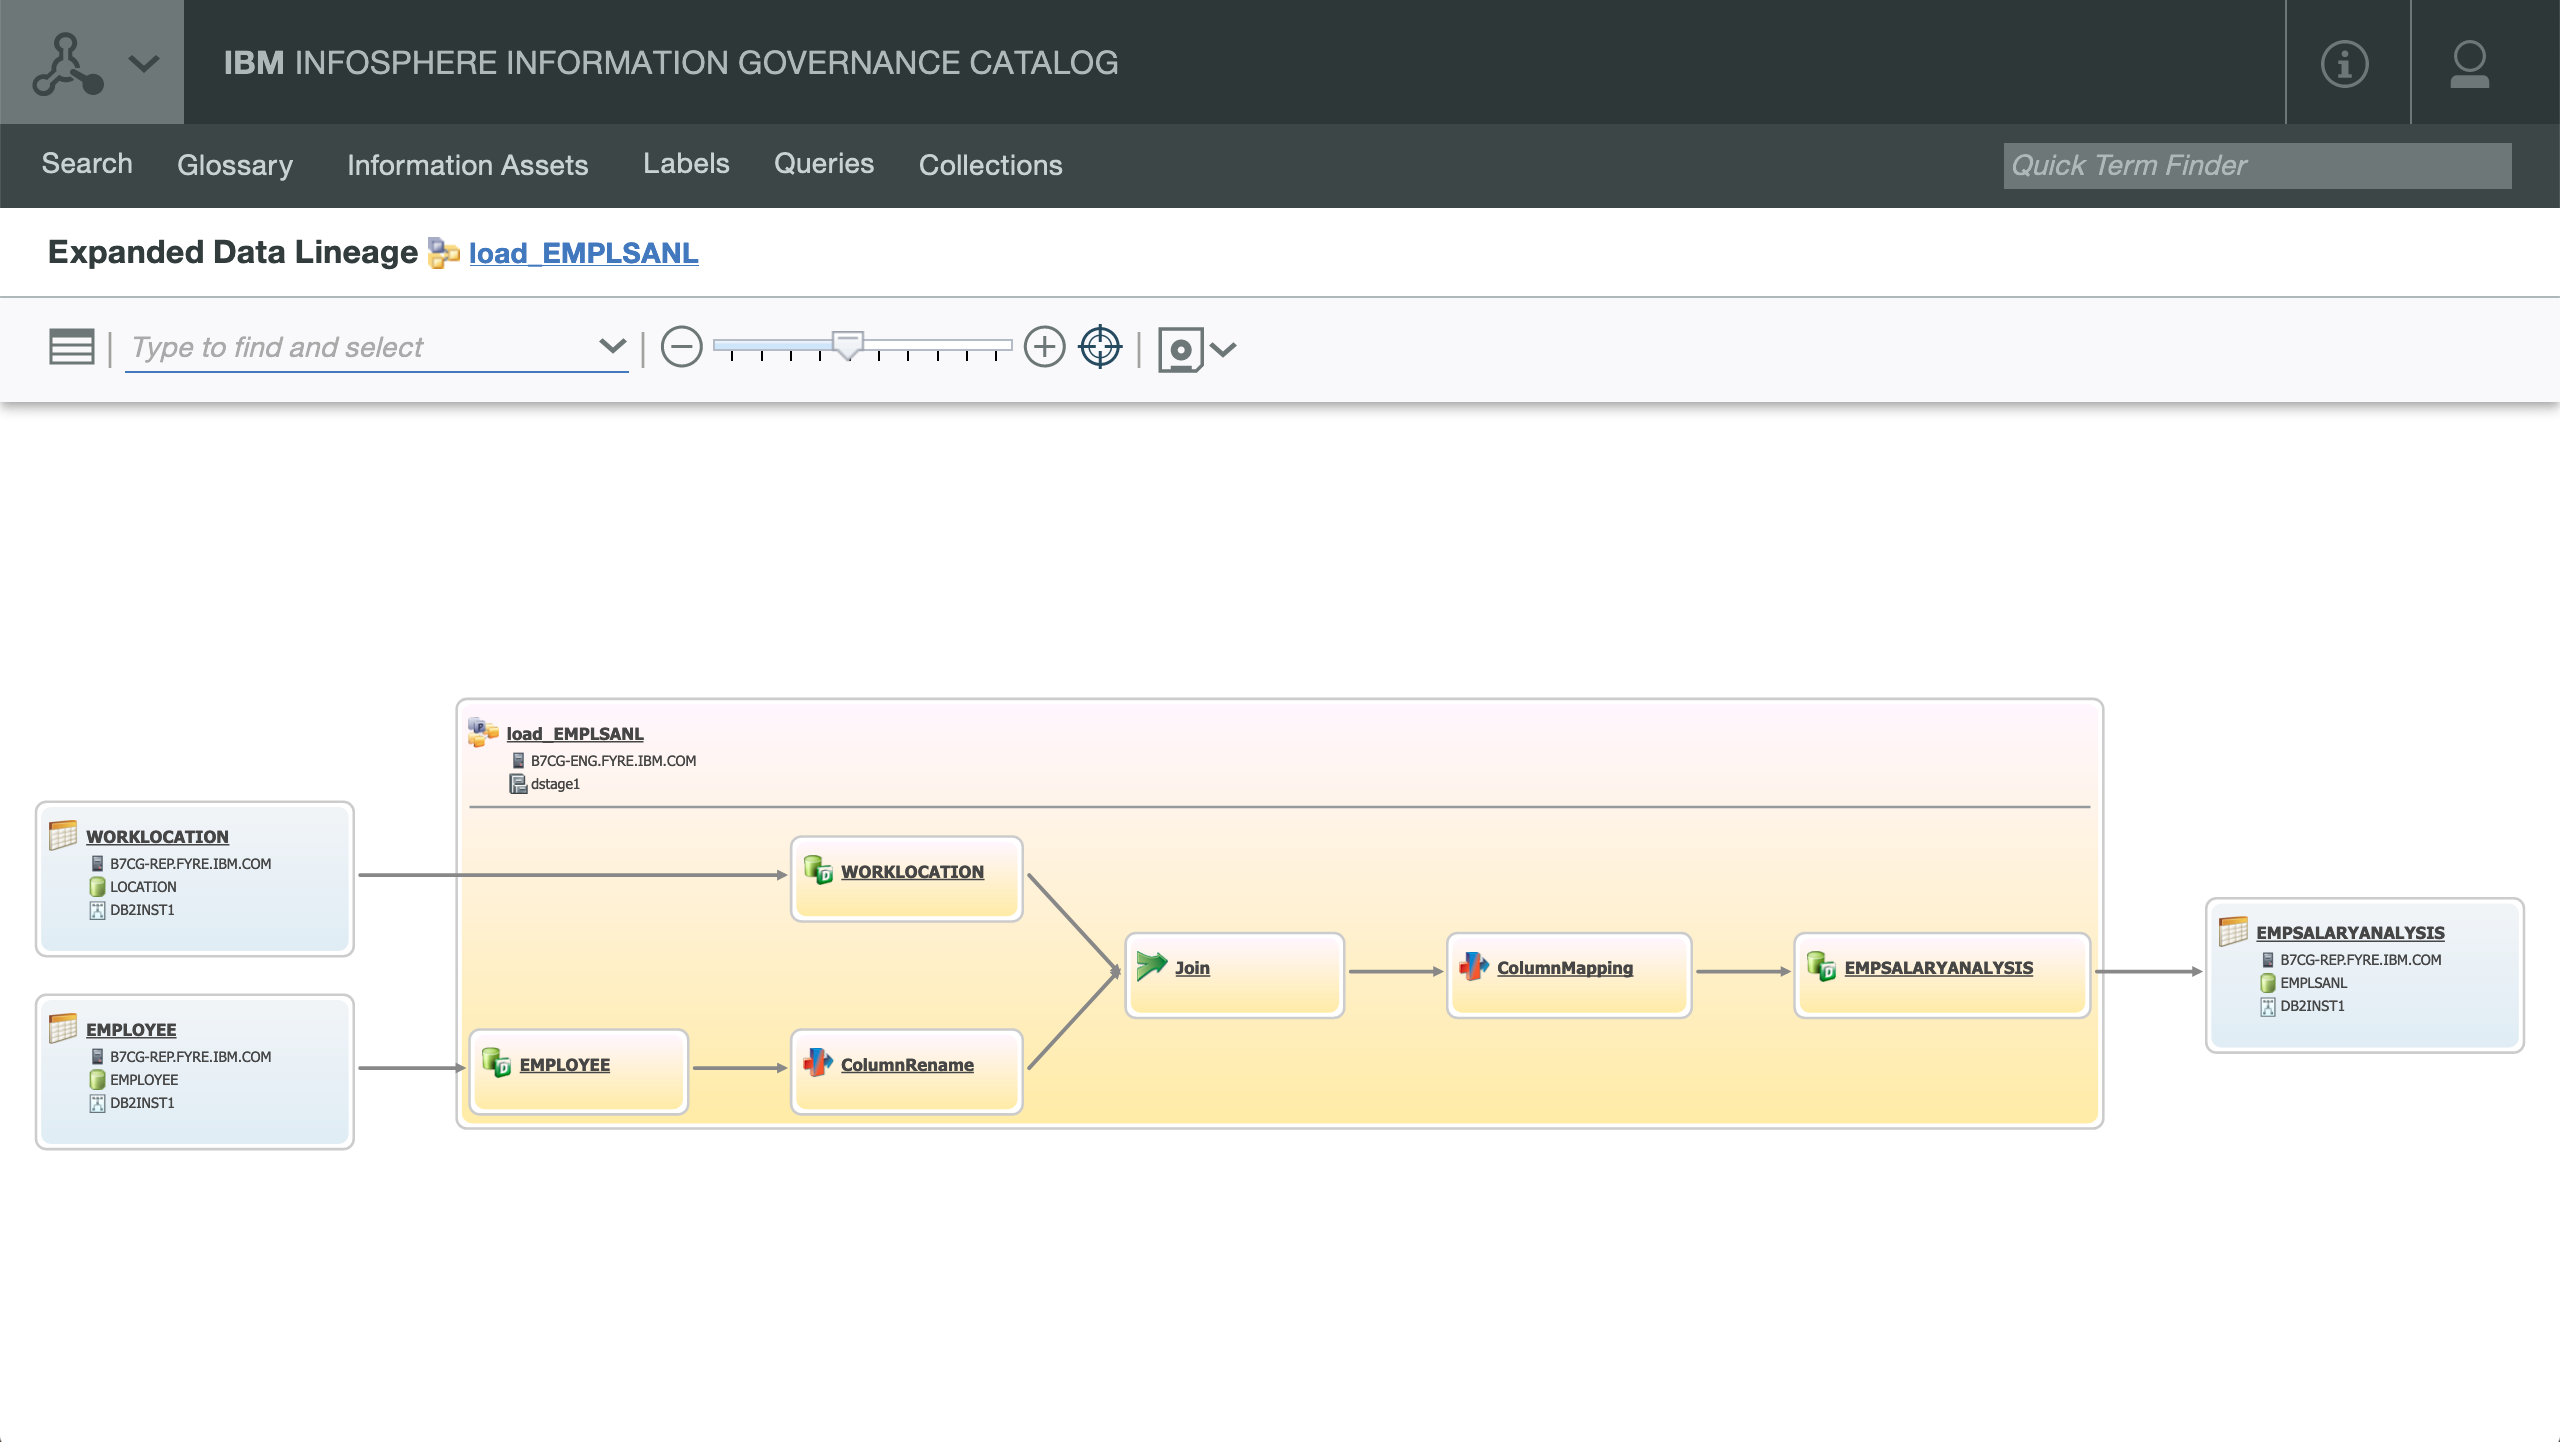 IBM INFOSPHERE INFORMATION GOVERNANCE CATALOG
Search Glossary Information Assets Labels Queries Collections Quick Term Finder
Expanded Data Lineage load_EMPLSANL
Type to find and select
load_EMPLSANL
B7CG-ENG.FYRE.IBM.COM
dstage1
WORKLOCATION
B7CG-REP.FYRE.IBM.COM
LOCATION
DB2INST1
WORKLOCATION
EMPLOYEE
B7CG-REP.FYRE.IBM.COM
EMPLOYEE
DB2INST1
EMPLOYEE
ColumnRename
Join
ColumnMapping
EMPSALARYANALYSIS
EMPSALARYANALYSIS
B7CG-REP.FYRE.IBM.COM
EMPLSANL
DB2INST1